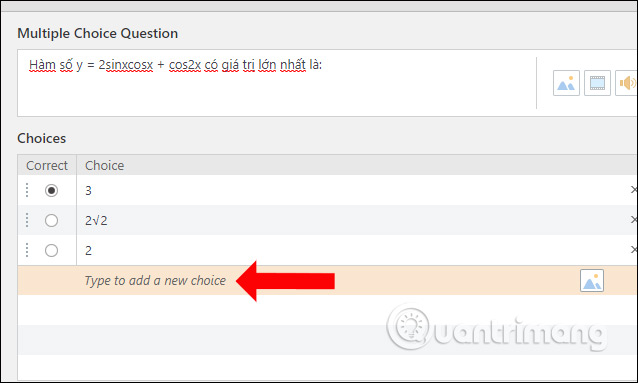 Multiple Choice Question
Hàm số y = 2sinxcosx + cos2x có giá trị lớn nhất là:
Choices
Correct Choice
3
2√2
2
Type to add a new choice
Quantrimang